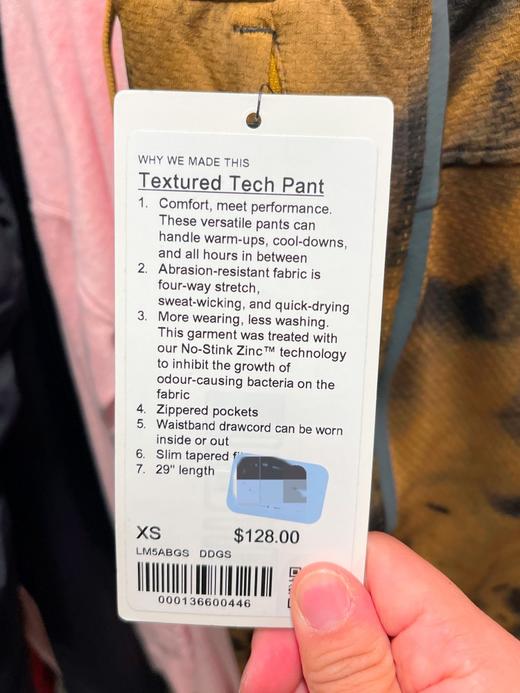 WHY WE MADE THIS
Textured Tech Pant
1. Comfort, meet performance.
These versatile pants can
handle warm-ups, cool-downs,
and all hours in between
2. Abrasion-resistant fabric is
four-way stretch,
sweat-wicking, and quick-drying
3. More wearing, less washing.
This garment was treated with
our No-Stink Zinc™ technology
to inhibit the growth of
odour-causing bacteria on the
fabric
4. Zippered pockets
5. Waistband drawcord can be worn
inside or out
6. Slim tapered
7. 29" length
XS $128.00
LM5ABGS DDGS
000136600446